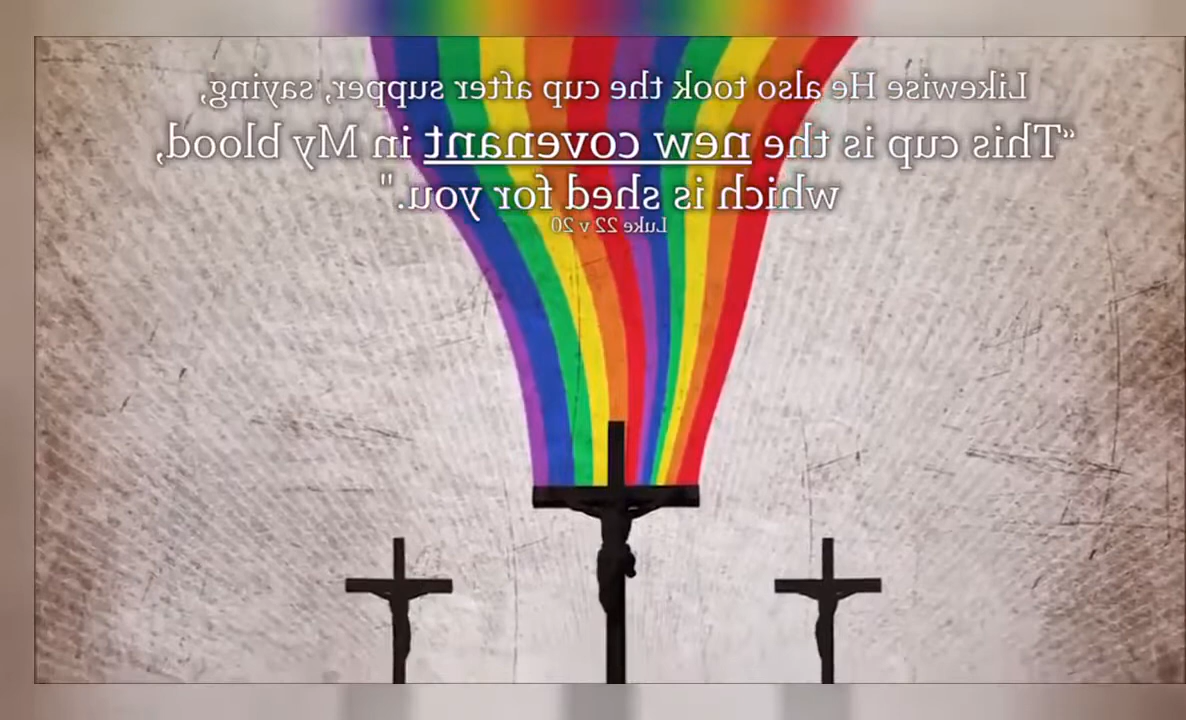 Likewise He also took the cup after supper, saying,
“This cup is the new covenant in My blood,
which is shed for you."
Luke 22 v 20